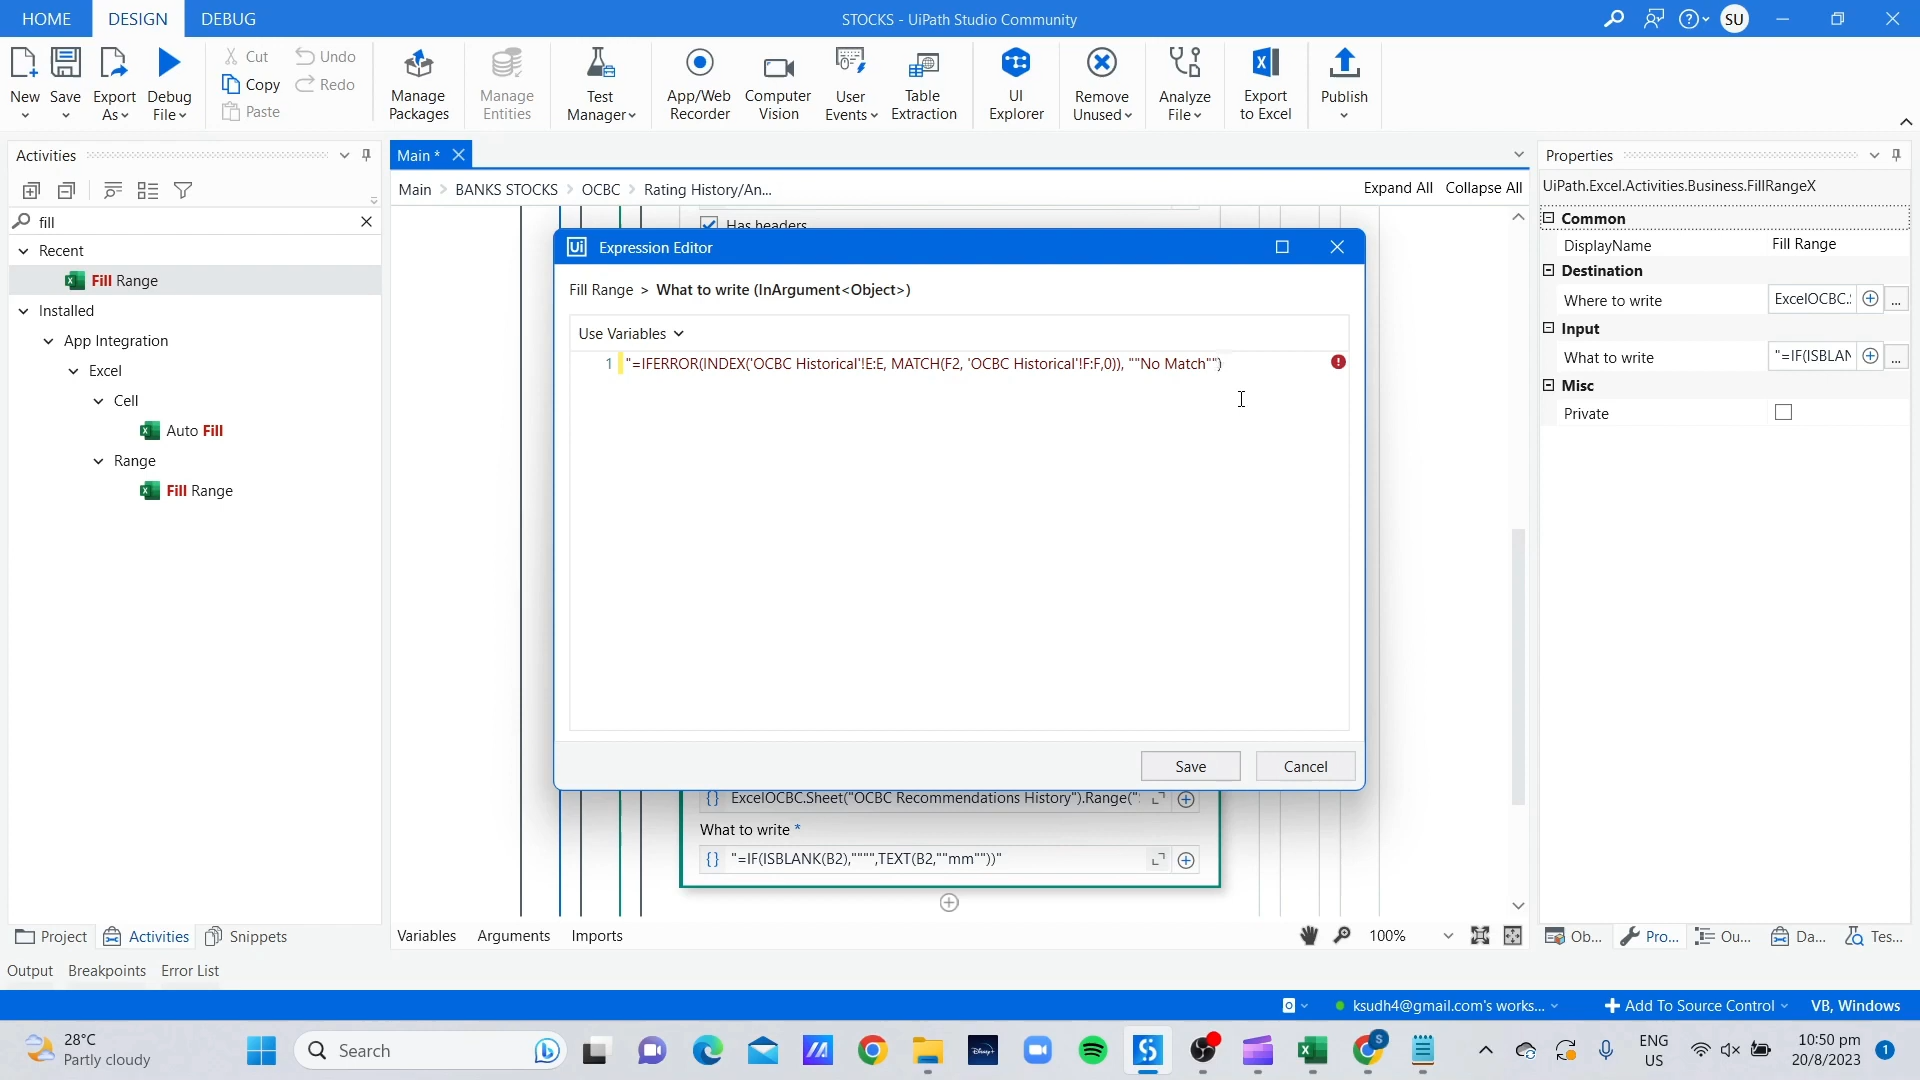 HOME DESIGN DEBUG
STOCKS - UiPath Studio Community
SU
New
Save
Export As
Debug File
Cut
Copy
Paste
Undo
Redo
Manage Packages
Manage Entities
Test Manager
App/Web Recorder
Computer Vision
User Events
Table Extraction
UI Explorer
Remove Unused
Analyze File
Export to Excel
Publish
Activities
fill
Recent
Fill Range
Installed
App Integration
Excel
Cell
Auto Fill
Range
Fill Range
Project Activities Snippets
Main *
Main > BANKS STOCKS > OCBC > Rating History/An...
Expand All Collapse All
Has headers
Ui Expression Editor
Fill Range > What to write (InArgument<Object>)
Use Variables
1 "=IFERROR(INDEX('OCBC Historical'!E:E, MATCH(F2, 'OCBC Historical'!F:F,0)), ""No Match"")
Save Cancel
{} ExcelOCBC.Sheet("OCBC Recommendations History").Range("
What to write *
{} "=IF(ISBLANK(B2),"""",TEXT(B2,""mm""))"
Variables Arguments Imports
100%
Properties
UiPath.Excel.Activities.Business.FillRangeX
Common
DisplayName Fill Range
Destination
Where to write ExcelOCBC. ...
Input
What to write "=IF(ISBLAN ...
Misc
Private
Ob... Pro... Ou... Da... Tes...
Output Breakpoints Error List
ksudh4@gmail.com's works...
Add To Source Control
VB, Windows
28°C
Partly cloudy
Search
Disney+
S
ENG
US
10:50 pm
20/8/2023
1